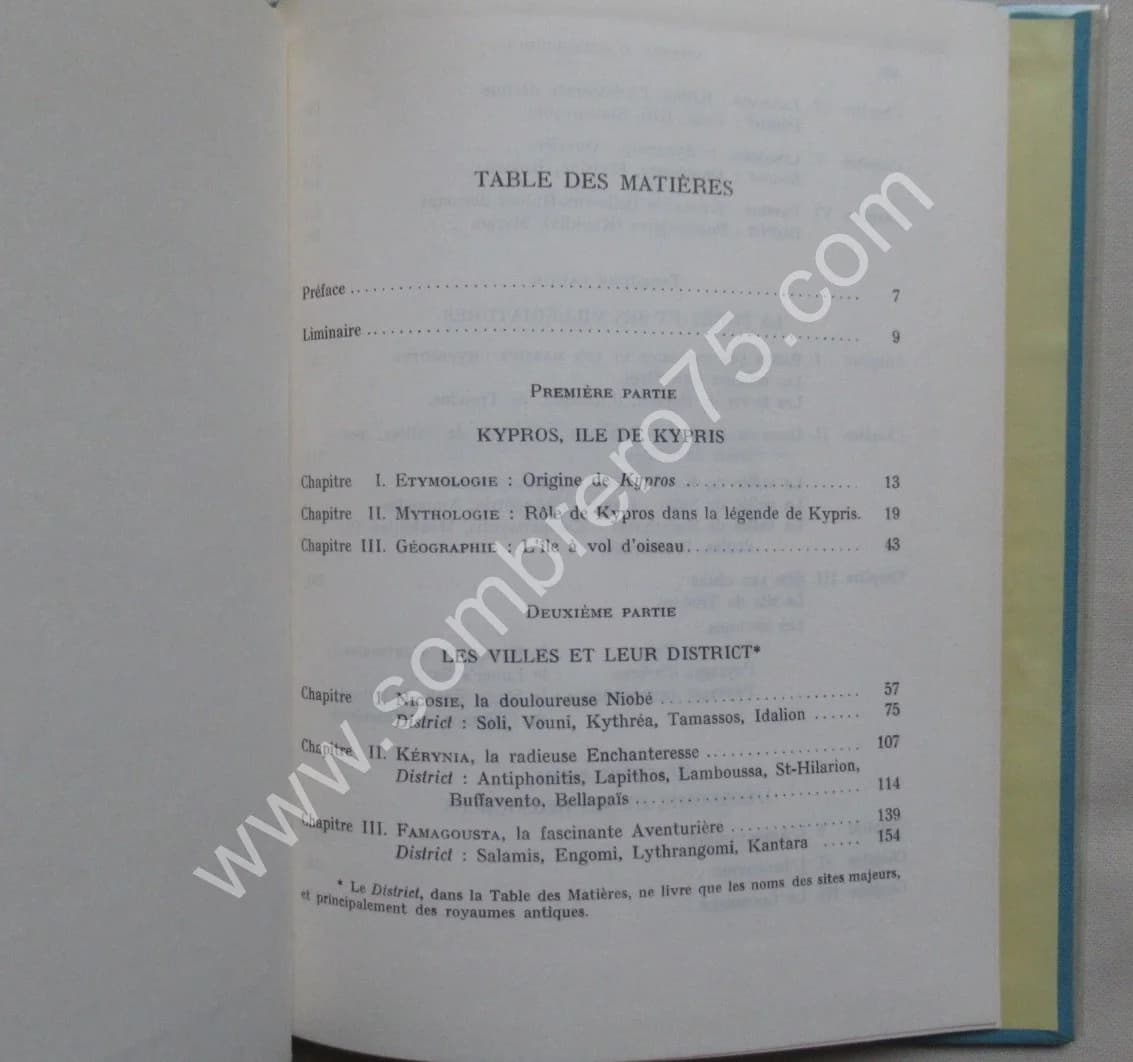 TABLE DES MATIÈRES
Préface .......... 7
Liminaire .......... 9
PREMIÈRE PARTIE
KYPROS, ILE DE KYPRIS
Chapitre I. ETYMOLOGIE : Origine de Kypros .......... 13
Chapitre II. MYTHOLOGIE : Rôle de Kypros dans la légende de Kypris. 19
Chapitre III. GÉOGRAPHIE : L'île à vol d'oiseau .......... 43
DEUXIÈME PARTIE
LES VILLES ET LEUR DISTRICT*
Chapitre I. NICOSIE, la douloureuse Niobé .......... 57
District : Soli, Vouni, Kythréa, Tamassos, Idalion ...... 75
Chapitre II. KÉRYNIA, la radieuse Enchanteresse .......... 107
District : Antiphonitis, Lapithos, Lamboussa, St-Hilarion,
Buffavento, Bellapaïs .......... 114
Chapitre III. FAMAGOUSTA, la fascinante Aventurière .......... 139
District : Salamis, Engomi, Lythrangomi, Kantara ..... 154
* Le District, dans la Table des Matières, ne livre que les noms des sites majeurs,
et principalement des royaumes antiques.
www.sombrero75.com